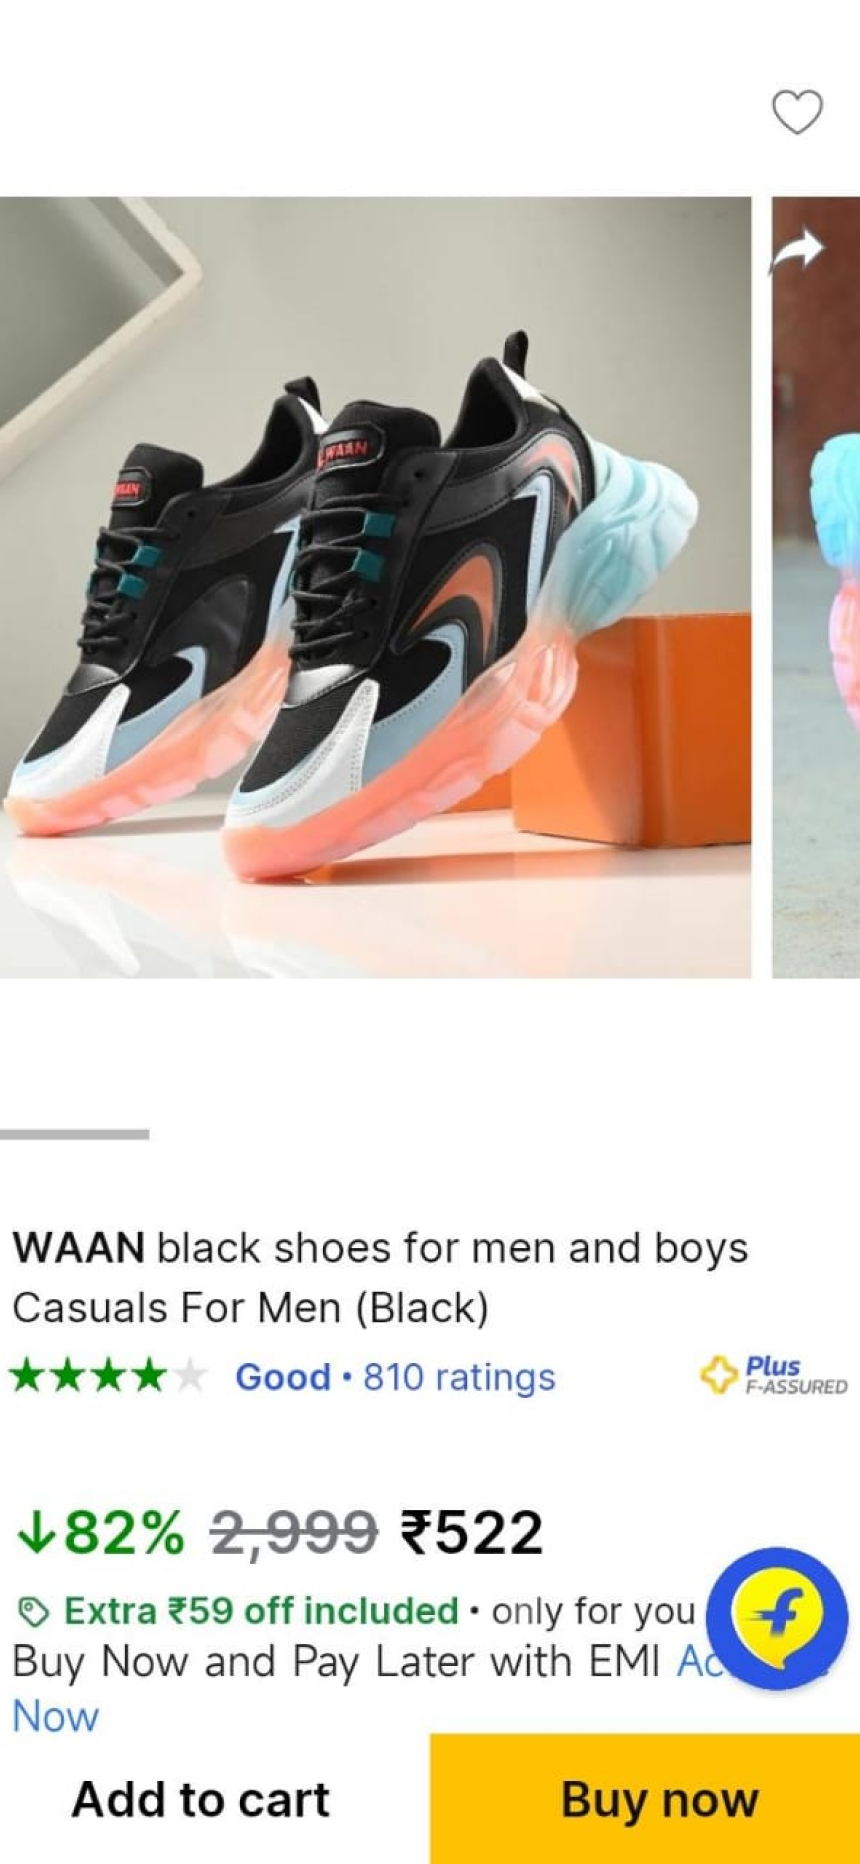 WAAN
WAAN
WAAN black shoes for men and boys
Casuals For Men (Black)
Good • 810 ratings
Plus
F-ASSURED
↓82% 2,999 ₹522
Extra ₹59 off included • only for you
Buy Now and Pay Later with EMI
Now
Add to cart
Buy now